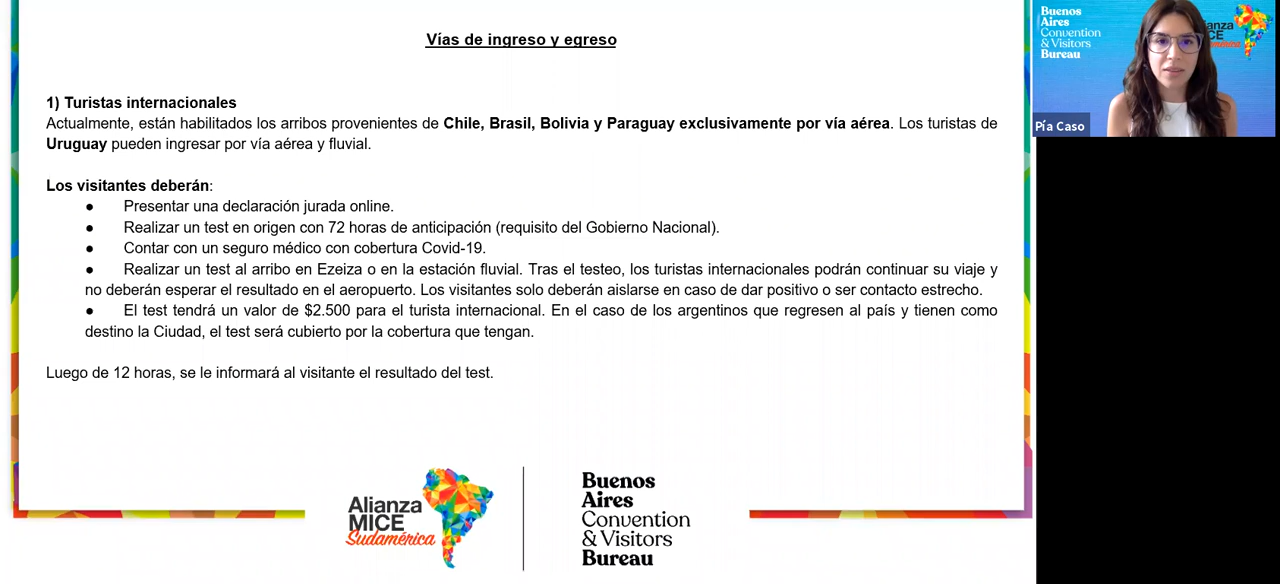 Vías de ingreso y egreso
1) Turistas internacionales
Actualmente, están habilitados los arribos provenientes de Chile, Brasil, Bolivia y Paraguay exclusivamente por vía aérea. Los turistas de
Uruguay pueden ingresar por vía aérea y fluvial.
Los visitantes deberán:
● Presentar una declaración jurada online.
● Realizar un test en origen con 72 horas de anticipación (requisito del Gobierno Nacional).
● Contar con un seguro médico con cobertura Covid-19.
● Realizar un test al arribo en Ezeiza o en la estación fluvial. Tras el testeo, los turistas internacionales podrán continuar su viaje y
no deberán esperar el resultado en el aeropuerto. Los visitantes solo deberán aislarse en caso de dar positivo o ser contacto estrecho.
● El test tendrá un valor de $2.500 para el turista internacional. En el caso de los argentinos que regresen al país y tienen como
destino la Ciudad, el test será cubierto por la cobertura que tengan.
Luego de 12 horas, se le informará al visitante el resultado del test.
Alianza
MICE
Sudamérica
Buenos
Aires
Convention
& Visitors
Bureau
Buenos
Aires
Convention
& Visitors
Bureau
Pía Caso